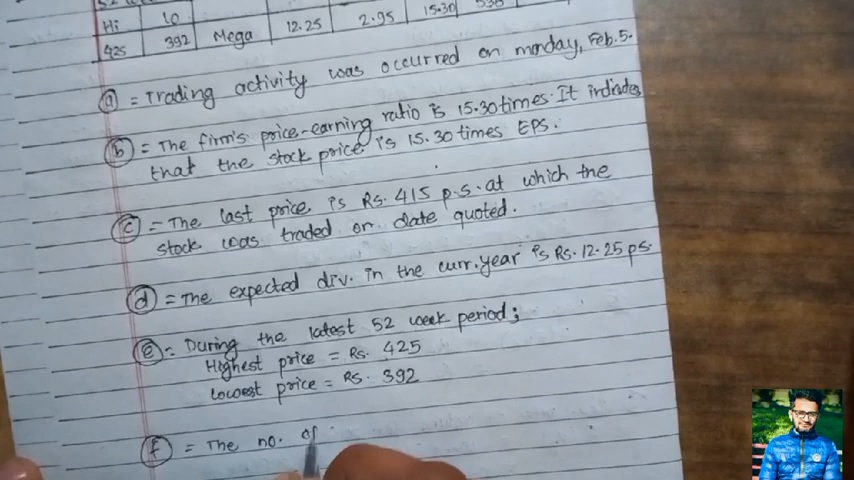 Hi Lo
425 392 Mega 12.25 2.95 15.30 530
(a) = Trading activity was occurred on monday, Feb.5.
(b) = The firm's price-earning ratio is 15.30 times. It indicates
that the stock price is 15.30 times EPS.
(c) = The last price is Rs. 415 p.s. at which the
stock was traded on date quoted.
(d) = The expected div. in the curr. year is Rs. 12.25 ps.
(e) = During the latest 52 week period;
Highest price = Rs. 425
Lowest price = Rs. 392
(f) = The no. of